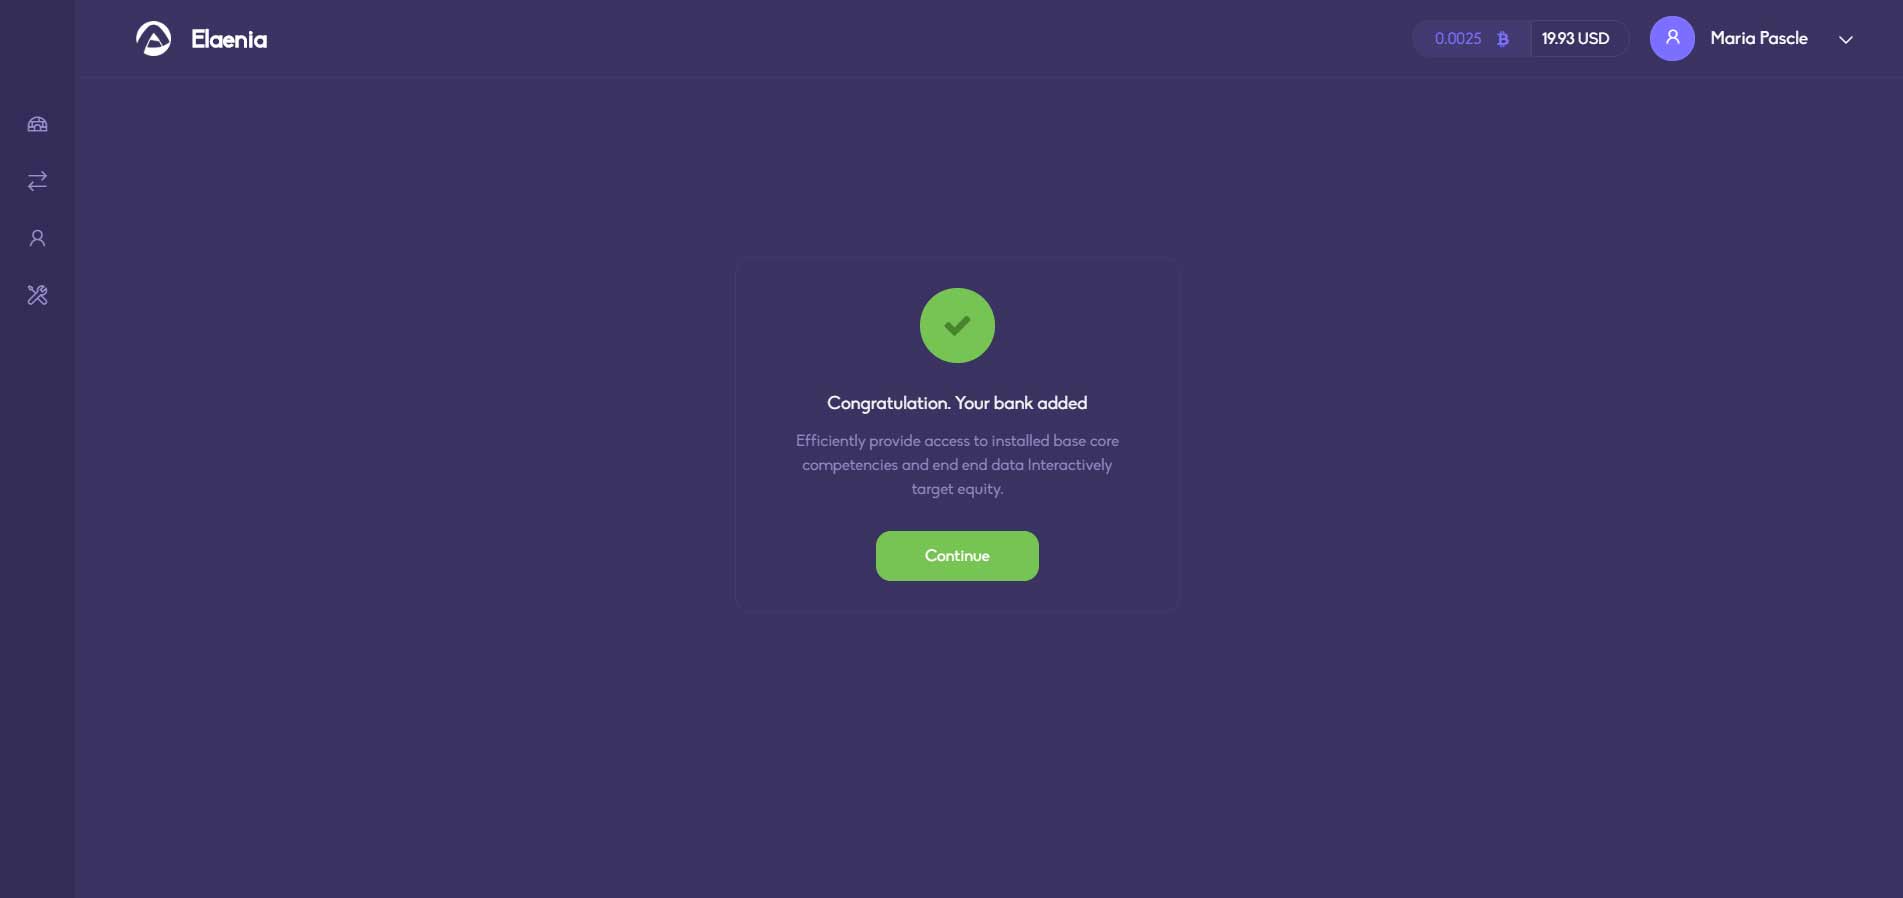 Elaenia
0.0025
19.93 USD
Maria Pascle
Congratulation. Your bank added
Efficiently provide access to installed base core
competencies and end end data Interactively
target equity.
Continue